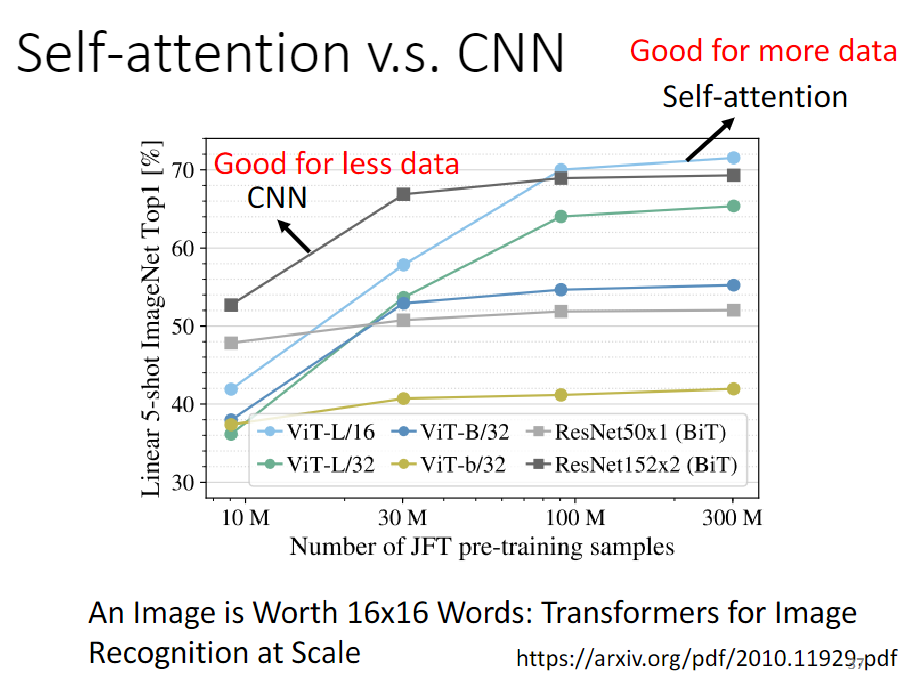 Self-attention v.s. CNN
Good for more data
Self-attention
Good for less data
CNN
Linear 5-shot ImageNet Top1 [%]
70
60
50
40
30
ViT-L/16 ViT-B/32 ResNet50x1 (BiT)
ViT-L/32 ViT-b/32 ResNet152x2 (BiT)
10 M 30 M 100 M 300 M
Number of JFT pre-training samples
An Image is Worth 16x16 Words: Transformers for Image
Recognition at Scale
https://arxiv.org/pdf/2010.11929.pdf
37